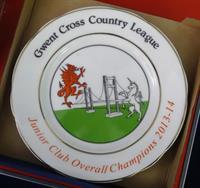 Gwent Cross Country League
Junior Club Overall Champions 2013-14